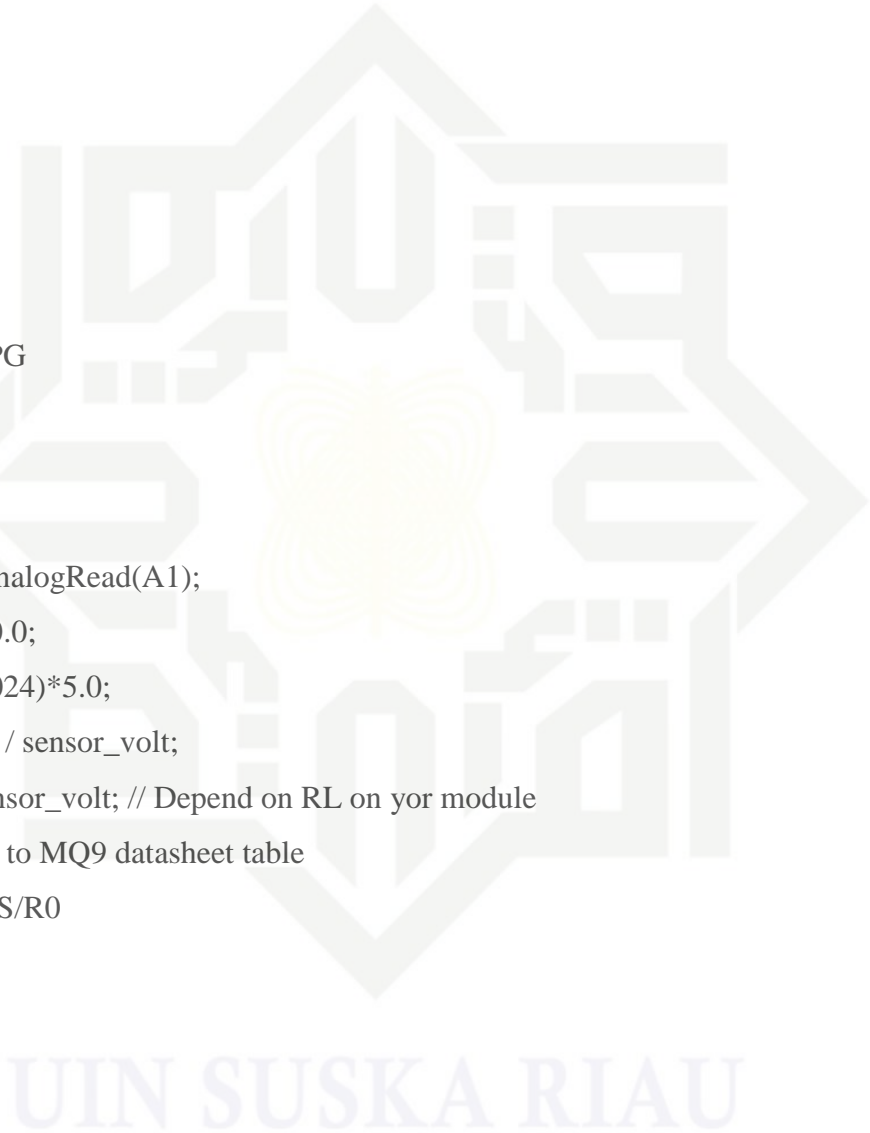 PG
nalogRead(A1);
0.0;
024)*5.0;
/ sensor_volt;
nsor_volt; // Depend on RL on yor module
to MQ9 datasheet table
S/R0
UIN SUSKA RIAU